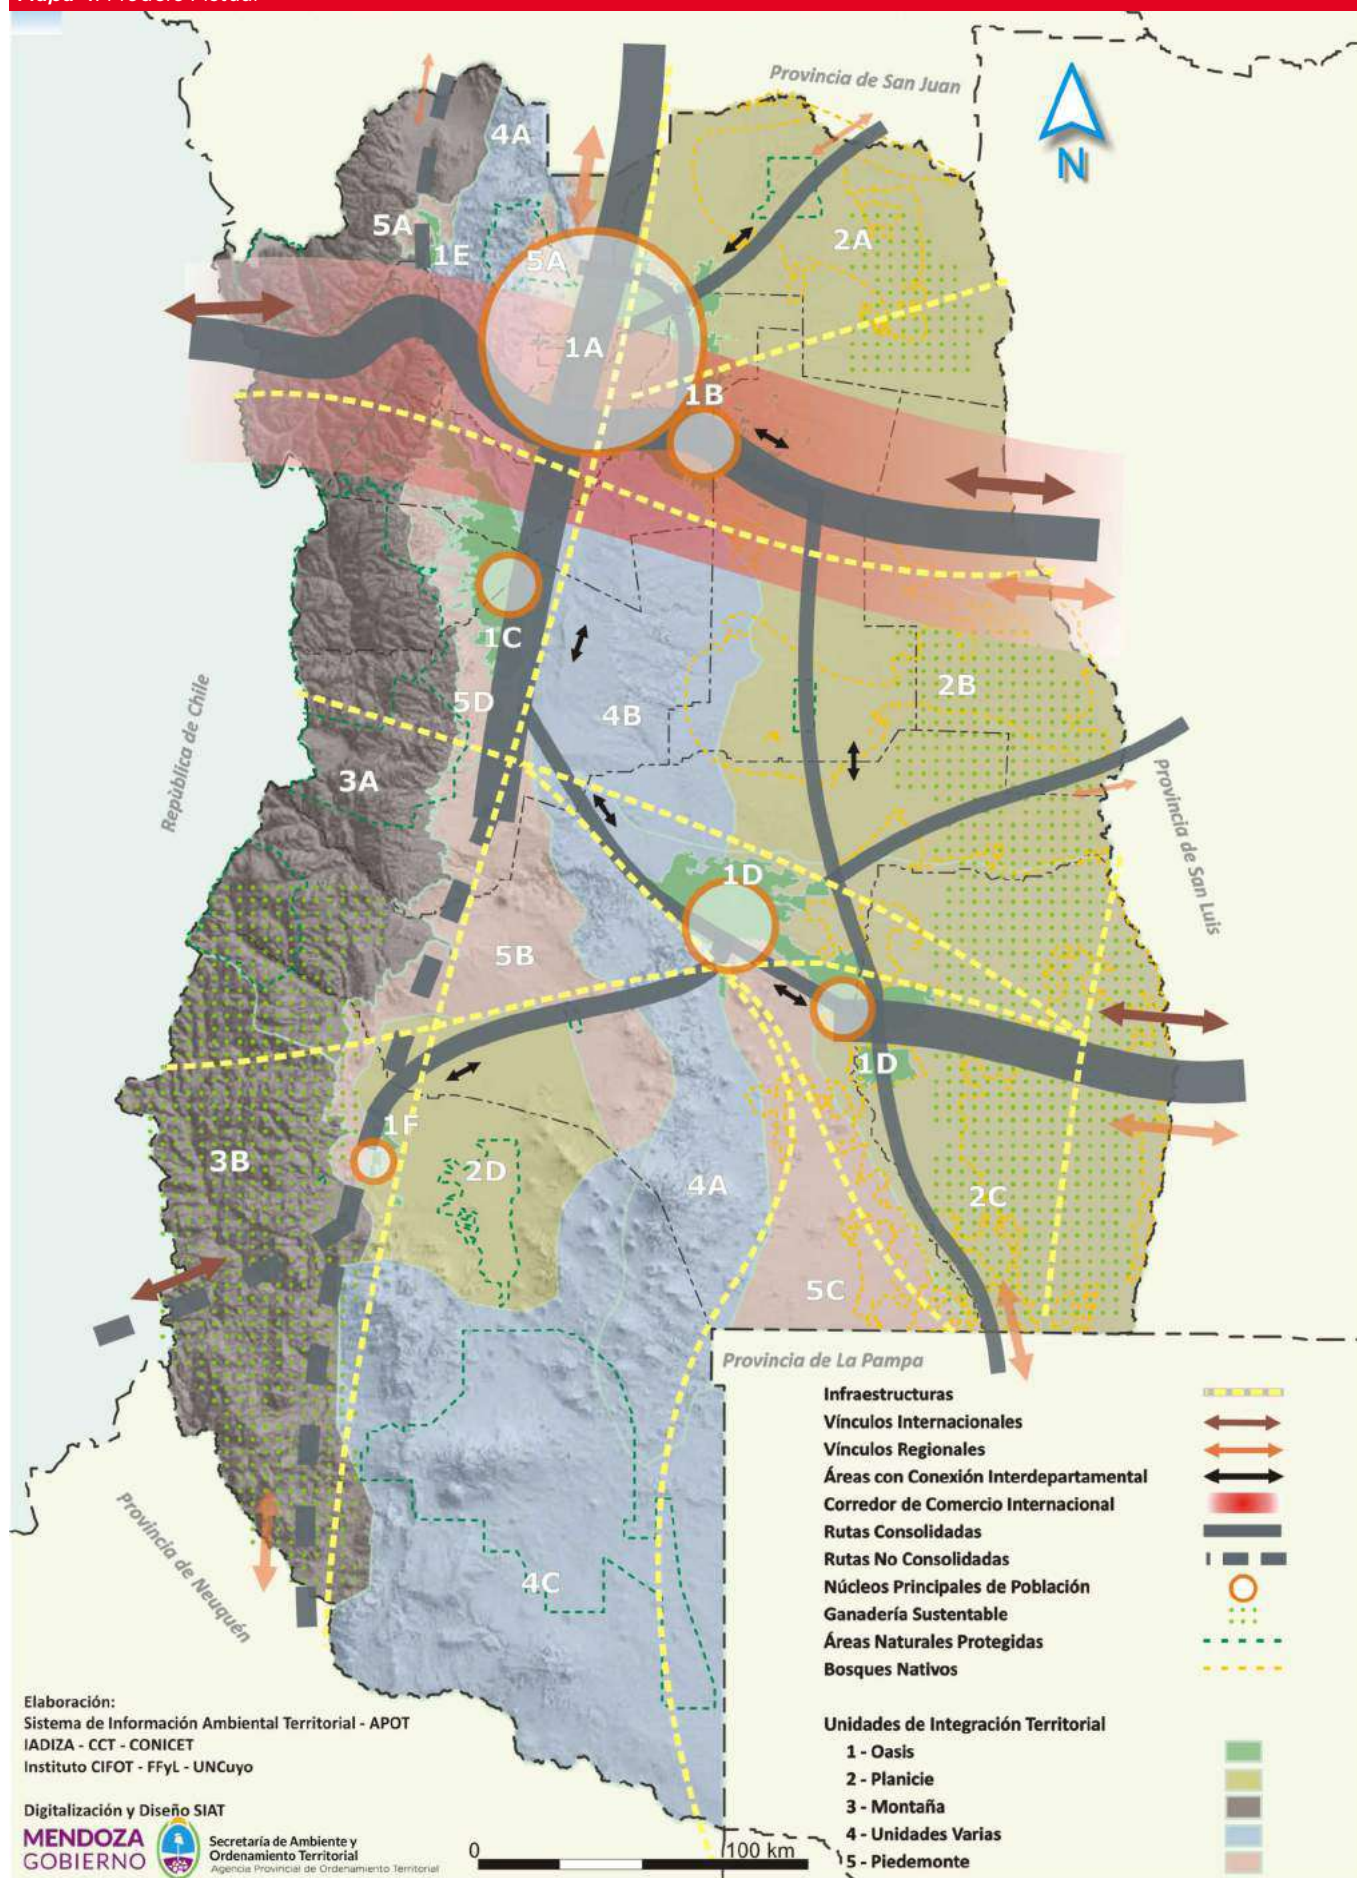 Mapa 4. Modelo Actual
Provincia de San Juan
N
4A
5A
1E
5A
2A
1A
1B
1C
5D
4B
2B
República de Chile
3A
Provincia de San Luis
1D
5B
1D
1F
3B
2D
4A
2C
5C
Provincia de La Pampa
4C
Provincia de Neuquén
Infraestructuras
Vínculos Internacionales
Vínculos Regionales
Áreas con Conexión Interdepartamental
Corredor de Comercio Internacional
Rutas Consolidadas
Rutas No Consolidadas
Núcleos Principales de Población
Ganadería Sustentable
Áreas Naturales Protegidas
Bosques Nativos
Unidades de Integración Territorial
1 - Oasis
2 - Planicie
3 - Montaña
4 - Unidades Varias
5 - Piedemonte
Elaboración:
Sistema de Información Ambiental Territorial - APOT
IADIZA - CCT - CONICET
Instituto CIFOT - FFyL - UNCuyo
Digitalización y Diseño SIAT
MENDOZA
GOBIERNO
Secretaría de Ambiente y
Ordenamiento Territorial
Agencia Provincial de Ordenamiento Territorial
0
100 km